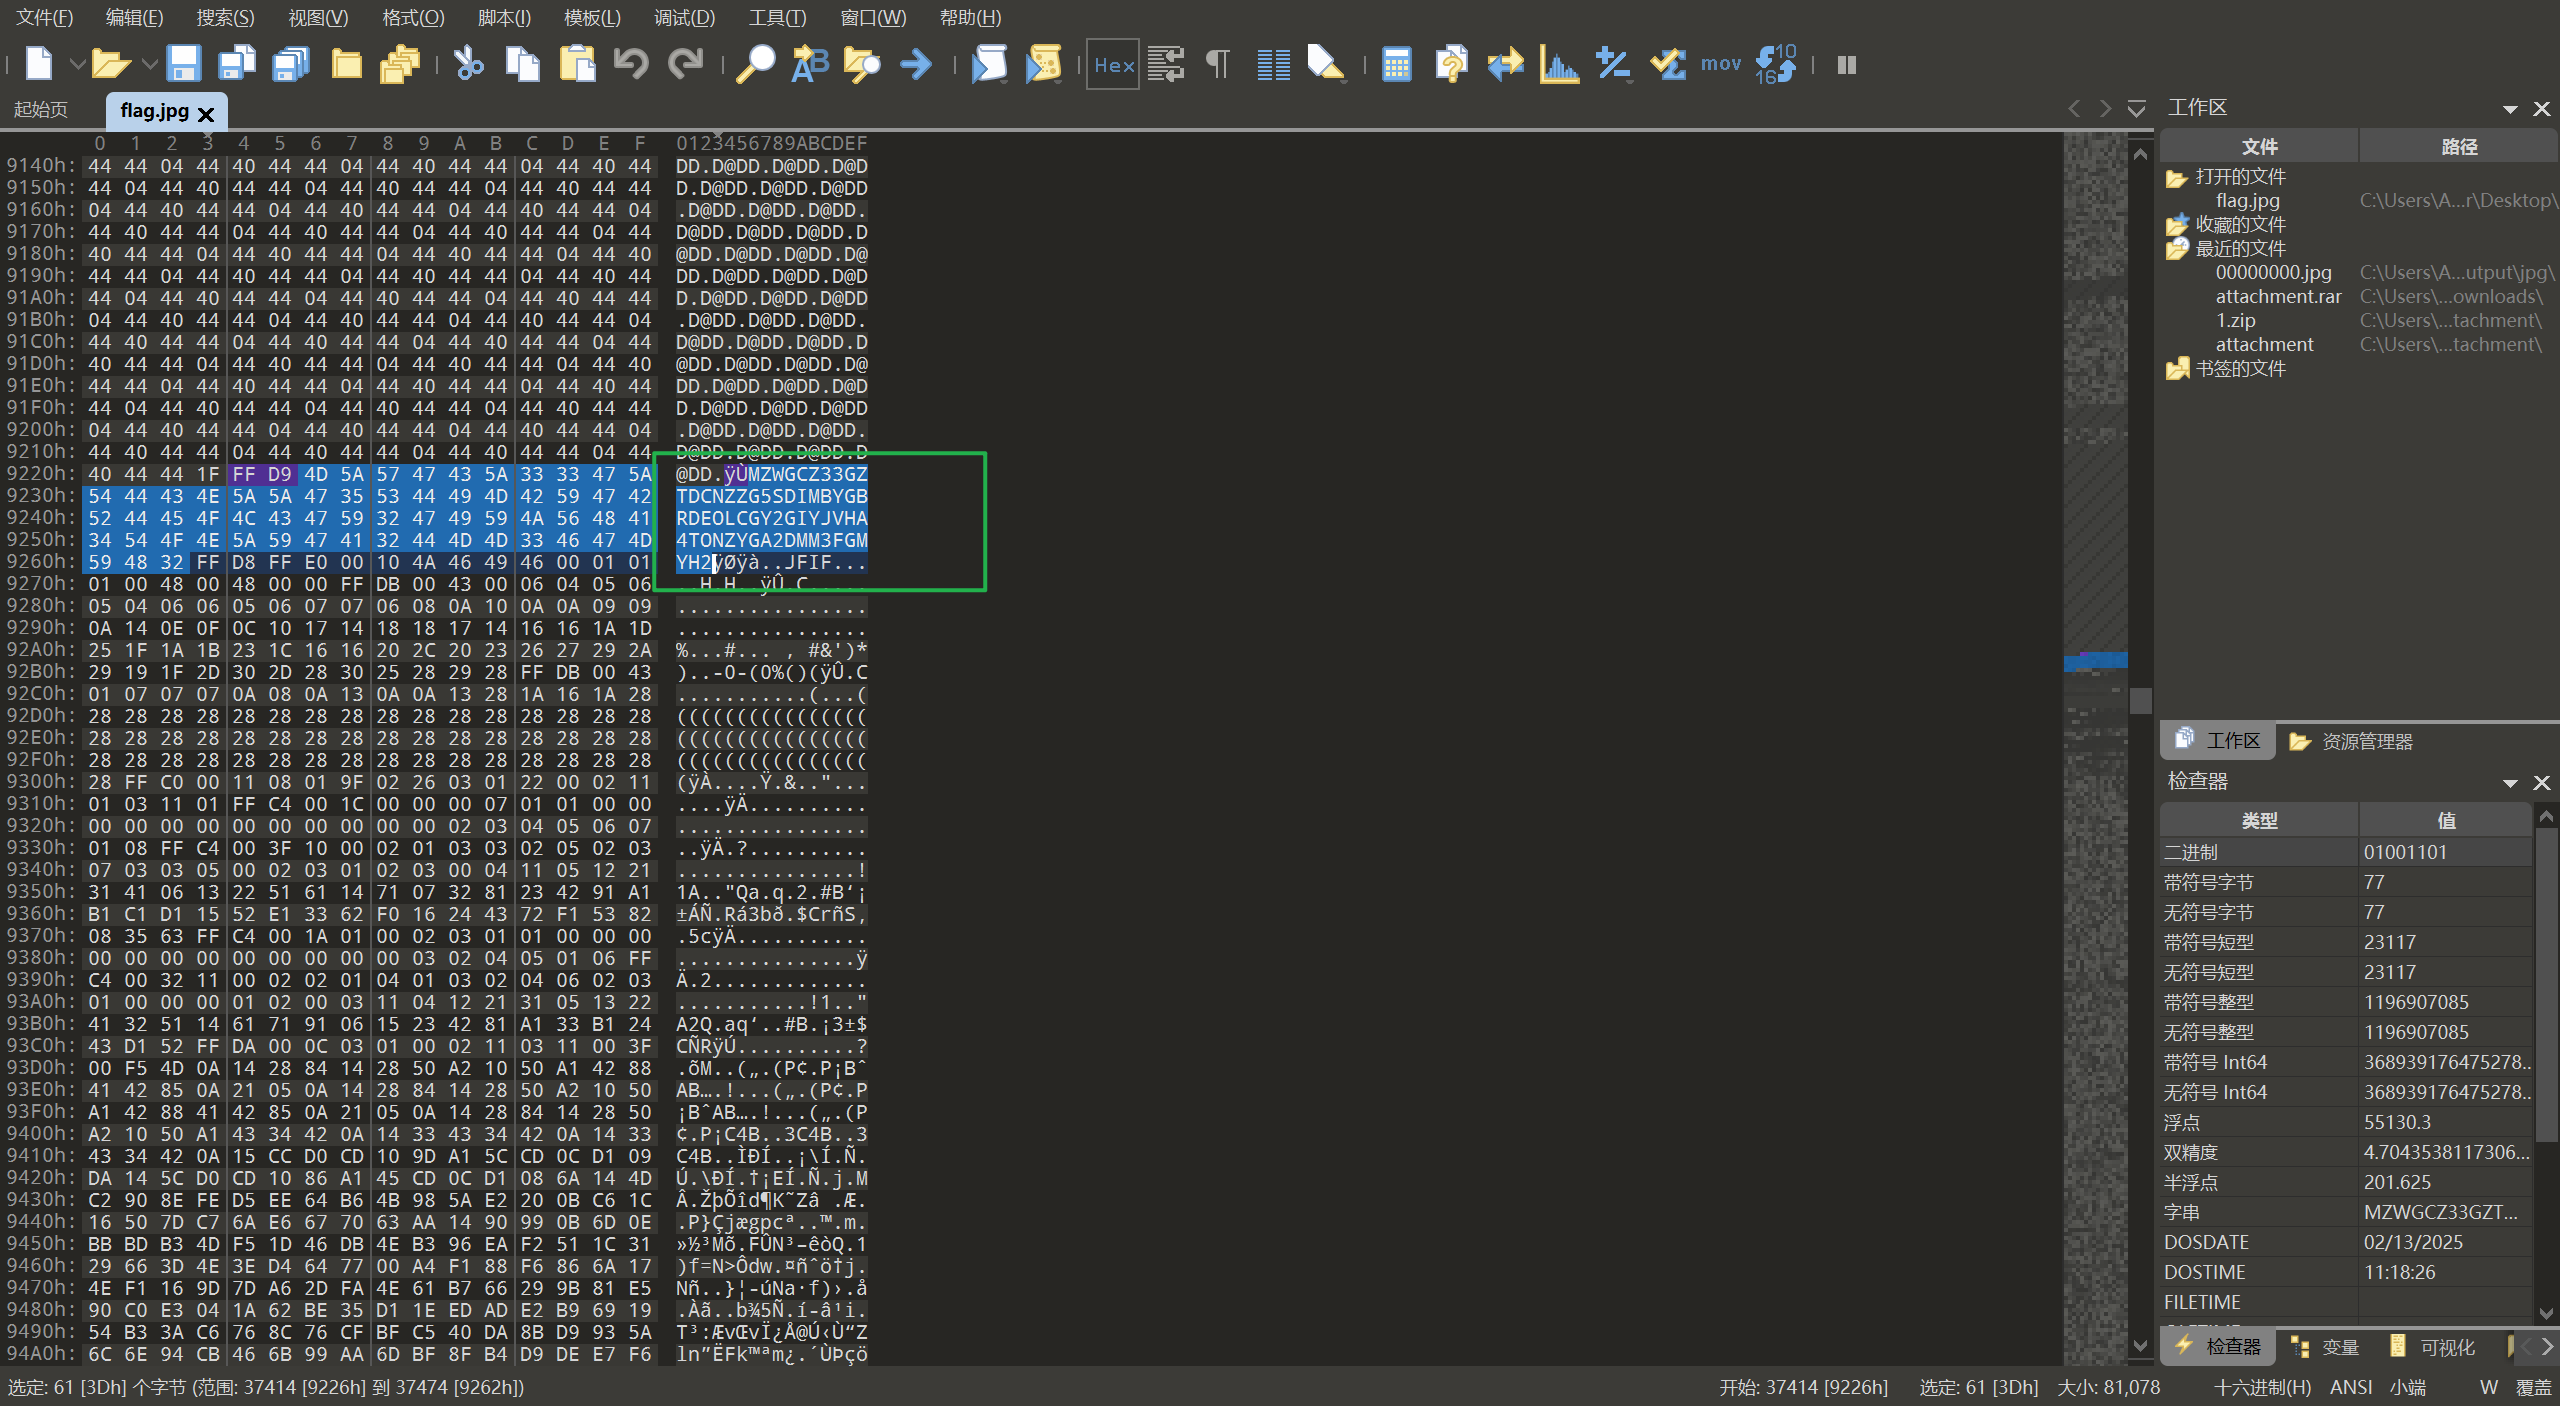 文件(F) 编辑(E) 搜索(S) 视图(V) 格式(O) 脚本(I) 模板(L) 调试(D) 工具(T) 窗口(W) 帮助(H)
Hex mov 10 16
起始页 flag.jpg
0 1 2 3 4 5 6 7 8 9 A B C D E F 0123456789ABCDEF
9140h: 44 44 04 44 40 44 44 04 44 40 44 44 04 44 40 44 DD.D@DD.D@DD.D@D
9150h: 44 04 44 40 44 44 04 44 40 44 44 04 44 40 44 44 D.D@DD.D@DD.D@DD
9160h: 04 44 40 44 44 04 44 40 44 44 04 44 40 44 44 04 .D@DD.D@DD.D@DD.
9170h: 44 40 44 44 04 44 40 44 44 04 44 40 44 44 04 44 D@DD.D@DD.D@DD.D
9180h: 40 44 44 04 44 40 44 44 04 44 40 44 44 04 44 40 @DD.D@DD.D@DD.D@
9190h: 44 44 04 44 40 44 44 04 44 40 44 44 04 44 40 44 DD.D@DD.D@DD.D@D
91A0h: 44 04 44 40 44 44 04 44 40 44 44 04 44 40 44 44 D.D@DD.D@DD.D@DD
91B0h: 04 44 40 44 44 04 44 40 44 44 04 44 40 44 44 04 .D@DD.D@DD.D@DD.
91C0h: 44 40 44 44 04 44 40 44 44 04 44 40 44 44 04 44 D@DD.D@DD.D@DD.D
91D0h: 40 44 44 04 44 40 44 44 04 44 40 44 44 04 44 40 @DD.D@DD.D@DD.D@
91E0h: 44 44 04 44 40 44 44 04 44 40 44 44 04 44 40 44 DD.D@DD.D@DD.D@D
91F0h: 44 04 44 40 44 44 04 44 40 44 44 04 44 40 44 44 D.D@DD.D@DD.D@DD
9200h: 04 44 40 44 44 04 44 40 44 44 04 44 40 44 44 04 .D@DD.D@DD.D@DD.
9210h: 44 40 44 44 04 44 40 44 44 04 44 40 44 44 04 44 D@DD.D@DD.D@DD.D
9220h: 40 44 44 1F FF D9 4D 5A 57 47 43 5A 33 33 47 5A @DD.ÿÙMZWGCZ33GZ
9230h: 54 44 43 4E 5A 5A 47 35 53 44 49 4D 42 59 47 42 TDCNZZG5SDIMBYGB
9240h: 52 44 45 4F 4C 43 47 59 32 47 49 59 4A 56 48 41 RDEOLCGY2GIYJVHA
9250h: 34 54 4F 4E 5A 59 47 41 32 44 4D 4D 33 46 47 4D 4TONZYGA2DMM3FGM
9260h: 59 48 32 FF D8 FF E0 00 10 4A 46 49 46 00 01 01 YH2ÿØÿà..JFIF...
9270h: 01 00 48 00 48 00 00 FF DB 00 43 00 06 04 05 06 ..H.H..ÿÛ.C.....
9280h: 05 04 06 06 05 06 07 07 06 08 0A 10 0A 0A 09 09 ................
9290h: 0A 14 0E 0F 0C 10 17 14 18 18 17 14 16 16 1A 1D ................
92A0h: 25 1F 1A 1B 23 1C 16 16 20 2C 20 23 26 27 29 2A %...#... , #&')*
92B0h: 29 19 1F 2D 30 2D 28 30 25 28 29 28 FF DB 00 43 )..-0-(0%()(ÿÛ.C
92C0h: 01 07 07 07 0A 08 0A 13 0A 0A 13 28 1A 16 1A 28 ...........(...(
92D0h: 28 28 28 28 28 28 28 28 28 28 28 28 28 28 28 28 ((((((((((((((((
92E0h: 28 28 28 28 28 28 28 28 28 28 28 28 28 28 28 28 ((((((((((((((((
92F0h: 28 28 28 28 28 28 28 28 28 28 28 28 28 28 28 28 ((((((((((((((((
9300h: 28 FF C0 00 11 08 01 9F 02 26 03 01 22 00 02 11 (ÿÀ....Ÿ.&.."...
9310h: 01 03 11 01 FF C4 00 1C 00 00 00 07 01 01 00 00 ....ÿÄ..........
9320h: 00 00 00 00 00 00 00 00 00 00 02 03 04 05 06 07 ................
9330h: 01 08 FF C4 00 3F 10 00 02 01 03 03 02 05 02 03 ..ÿÄ.?..........
9340h: 07 03 03 05 00 02 03 01 02 03 00 04 11 05 12 21 ...............!
9350h: 31 41 06 13 22 51 61 14 71 07 32 81 23 42 91 A1 1A.."Qa.q.2.#B‘¡
9360h: B1 C1 D1 15 52 E1 33 62 F0 16 24 43 72 F1 53 82 ±ÁÑ.Rá3bð.$CrñS‚
9370h: 08 35 63 FF C4 00 1A 01 00 02 03 01 01 00 00 00 .5cÿÄ...........
9380h: 00 00 00 00 00 00 00 00 00 03 02 04 05 01 06 FF ...............ÿ
9390h: C4 00 32 11 00 02 02 01 04 01 03 02 04 06 02 03 Ä.2.............
93A0h: 01 00 00 00 01 02 00 03 11 04 12 21 31 05 13 22 ...........!1.."
93B0h: 41 32 51 14 61 71 91 06 15 23 42 81 A1 33 B1 24 A2Q.aq‘..#B.¡3±$
93C0h: 43 D1 52 FF DA 00 0C 03 01 00 02 11 03 11 00 3F CÑRÿÚ..........?
93D0h: 00 F5 4D 0A 14 28 84 14 28 50 A2 10 50 A1 42 88 .õM..(„.(P¢.P¡Bˆ
93E0h: 41 42 85 0A 21 05 0A 14 28 84 14 28 50 A2 10 50 AB….!...(„.(P¢.P
93F0h: A1 42 88 41 42 85 0A 21 05 0A 14 28 84 14 28 50 ¡BˆAB….!...(„.(P
9400h: A2 10 50 A1 43 34 42 0A 14 33 43 34 42 0A 14 33 ¢.P¡C4B..3C4B..3
9410h: 43 34 42 0A 15 CC D0 CD 10 9D A1 5C CD 0C D1 09 C4B..ÌÐÍ..¡\Í.Ñ.
9420h: DA 14 5C D0 CD 10 86 A1 45 CD 0C D1 08 6A 14 4D Ú.\ÐÍ.†¡EÍ.Ñ.j.M
9430h: C2 90 8E FE D5 EE 64 B6 4B 98 5A E2 20 0B C6 1C Â.ŽþÕîd¶K˜Zâ .Æ.
9440h: 16 50 7D C7 6A E6 67 70 63 AA 14 90 99 0B 6D 0E .P}Çjægpcª..™.m.
9450h: BB BD B3 4D F5 1D 46 DB 4E B3 96 EA F2 51 1C 31 »½³Mõ.FÛN³–êòQ.1
9460h: 29 66 3D 4E 3E D4 64 77 00 A4 F1 88 F6 86 6A 17 )f=N>Ôdw.¤ñˆö†j.
9470h: 4E F1 16 9D 7D A6 2D FA 4E 61 B7 66 29 9B 81 E5 Nñ..}¦-úNa·f)›.å
9480h: 90 C0 E3 04 1A 62 BE 35 D1 1E ED AD E2 B9 69 19 .Àã..b¾5Ñ.í-â¹i.
9490h: 54 B3 3A C6 76 8C 76 CF BF C5 40 DA 8B D9 93 5A T³:ÆvŒvÏ¿Å@Ú‹Ù“Z
94A0h: 6C 6E 94 CB 46 6B 99 AA 6D BF 8F B4 D9 DE E7 F6 ln”ËFk™ªm¿.´ÙÞçö
工作区
文件 路径
打开的文件
flag.jpg C:\Users\A...r\Desktop\
收藏的文件
最近的文件
00000000.jpg C:\Users\A...utput\jpg\
attachment.rar C:\Users\...ownloads\
1.zip C:\Users\...tachment\
attachment C:\Users\...tachment\
书签的文件
工作区 资源管理器
检查器
类型 值
二进制 01001101
带符号字节 77
无符号字节 77
带符号短型 23117
无符号短型 23117
带符号整型 1196907085
无符号整型 1196907085
带符号 Int64 368939176475278...
无符号 Int64 368939176475278...
浮点 55130.3
双精度 4.7043538117306...
半浮点 201.625
字串 MZWGCZ33GZT...
DOSDATE 02/13/2025
DOSTIME 11:18:26
FILETIME
检查器 变量 可视化
选定: 61 [3Dh] 个字节 (范围: 37414 [9226h] 到 37474 [9262h]) 开始: 37414 [9226h] 选定: 61 [3Dh] 大小: 81,078 十六进制(H) ANSI 小端 W 覆盖